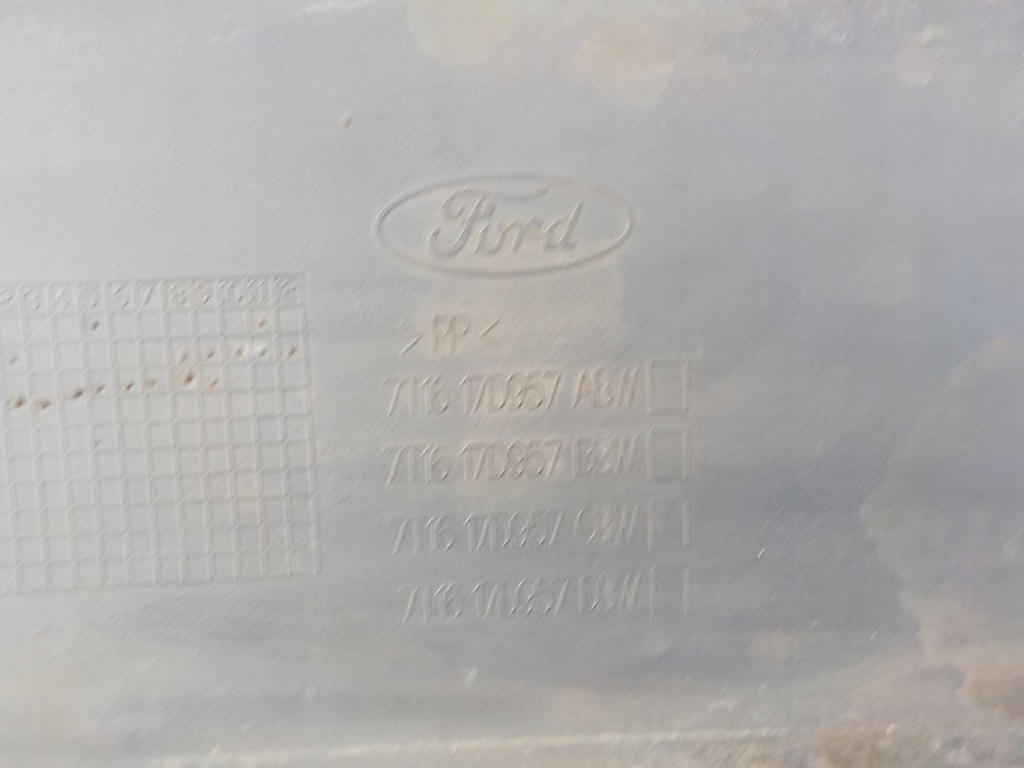 Ford
>PP<
7T16 17D957 ABW
7T16 17D957 BBW
7T16 17D957 CBW
7T16 17D957 DBW